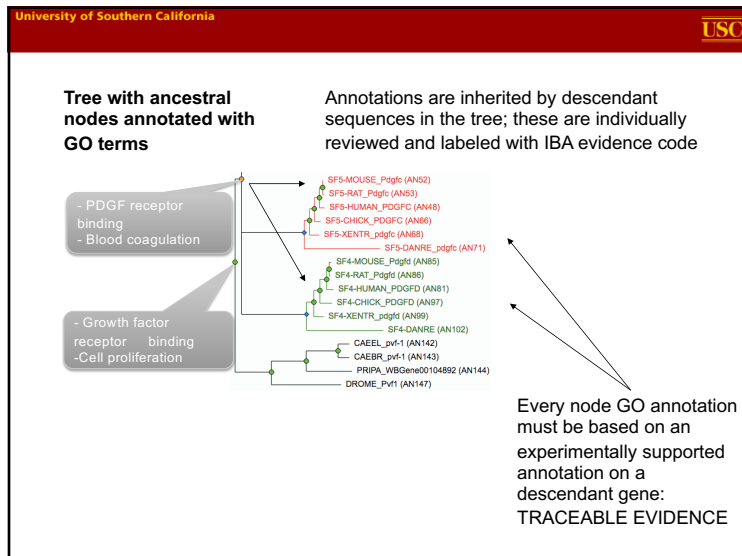 University of Southern California
USC
Tree with ancestral
nodes annotated with
GO terms
Annotations are inherited by descendant
sequences in the tree; these are individually
reviewed and labeled with IBA evidence code
- PDGF receptor
binding
- Blood coagulation
- Growth factor
receptor binding
-Cell proliferation
SF5-MOUSE_Pdgfc (AN52)
SF5-RAT_Pdgfc (AN53)
SF5-HUMAN_PDGFC (AN48)
SF5-CHICK_PDGFC (AN66)
SF5-XENTR_pdgfc (AN68)
SF5-DANRE_pdgfc (AN71)
SF4-MOUSE_Pdgfd (AN85)
SF4-RAT_Pdgfd (AN86)
SF4-HUMAN_PDGFD (AN81)
SF4-CHICK_PDGFD (AN97)
SF4-XENTR_pdgfd (AN99)
SF4-DANRE (AN102)
CAEEL_pvf-1 (AN142)
CAEBR_pvf-1 (AN143)
PRIPA_WBGene00104892 (AN144)
DROME_Pvf1 (AN147)
Every node GO annotation
must be based on an
experimentally supported
annotation on a
descendant gene:
TRACEABLE EVIDENCE